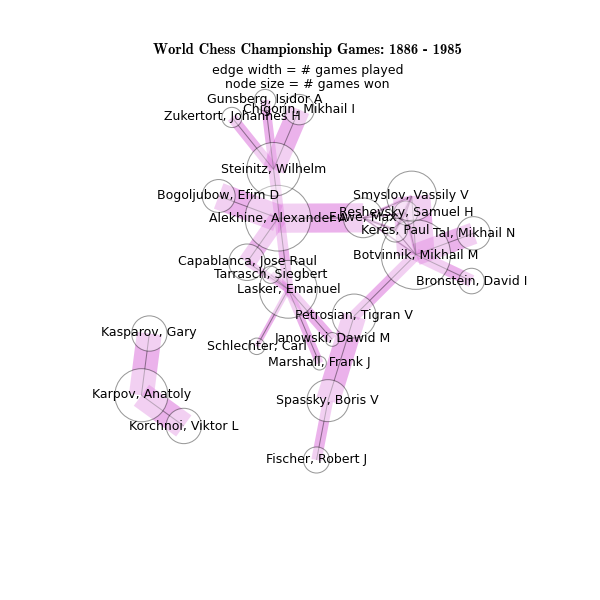 World Chess Championship Games: 1886 - 1985
edge width = # games played
node size = # games won
Gunsberg, Isidor A
Chigorin, Mikhail I
Zukertort, Johannes H
Steinitz, Wilhelm
Bogoljubow, Efim D
Smyslov, Vassily V
Reshevsky, Samuel H
Alekhine, Alexander A
Euwe, Max
Keres, Paul
Tal, Mikhail N
Botvinnik, Mikhail M
Capablanca, Jose Raul
Tarrasch, Siegbert
Bronstein, David I
Lasker, Emanuel
Petrosian, Tigran V
Kasparov, Gary
Janowski, Dawid M
Schlechter, Carl
Marshall, Frank J
Karpov, Anatoly
Spassky, Boris V
Korchnoi, Viktor L
Fischer, Robert J